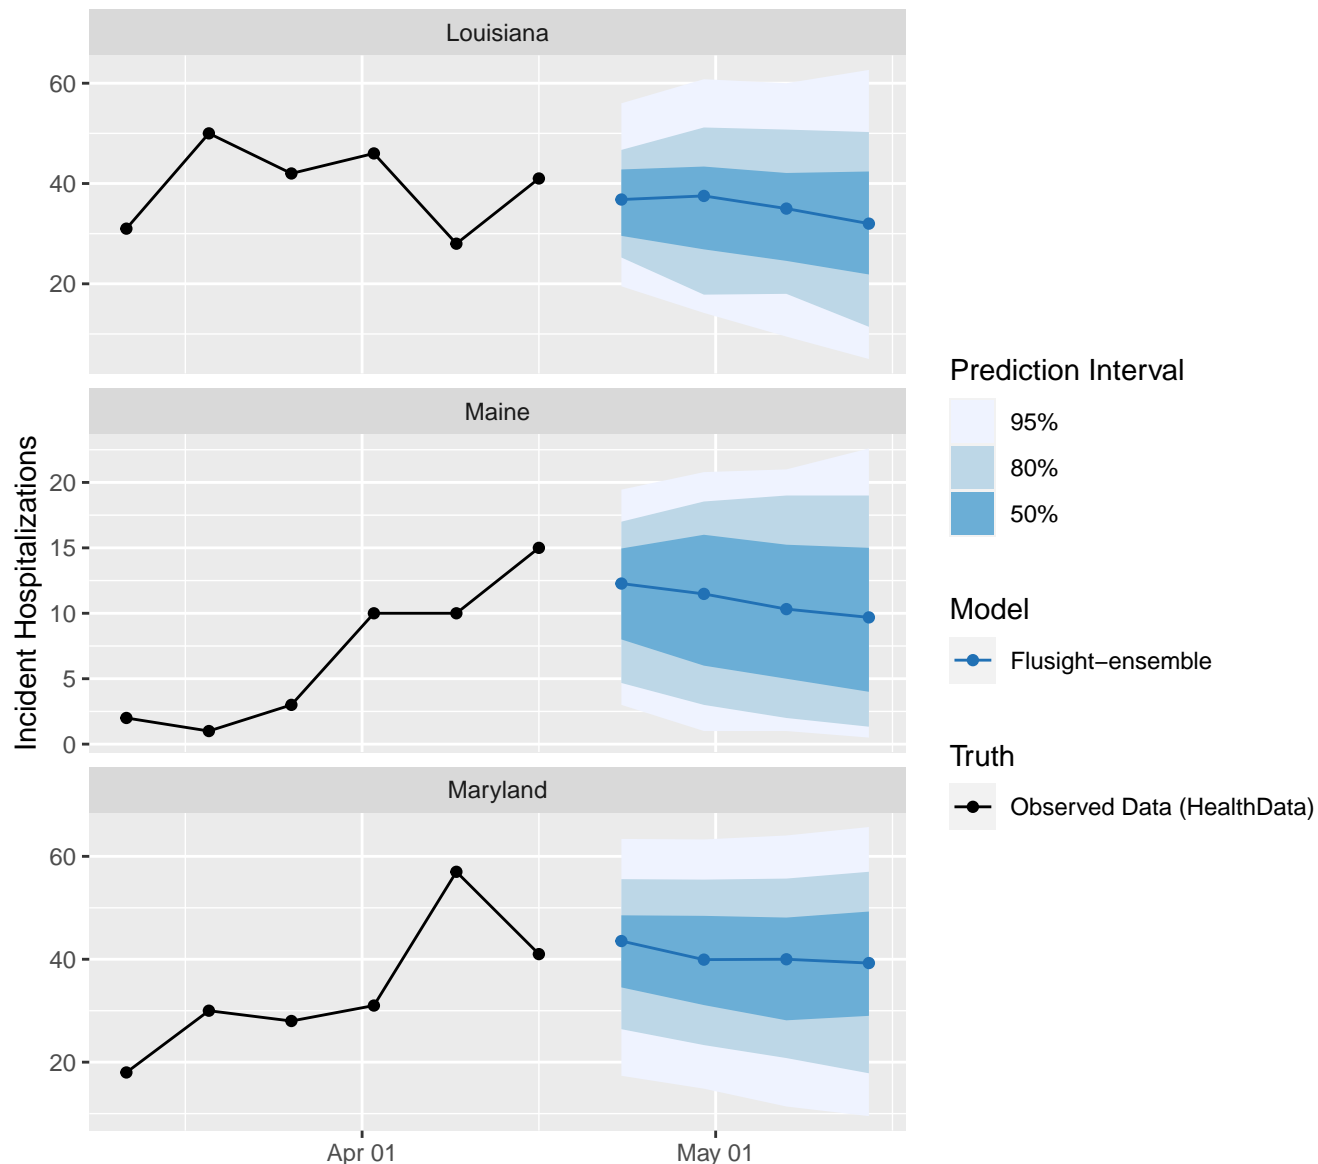 Louisiana
60
40
20
Maine
20
15
10
5
0
Maryland
60
40
20
Apr 01
May 01
Incident Hospitalizations
Prediction Interval
95%
80%
50%
Model
Flusight−ensemble
Truth
Observed Data (HealthData)